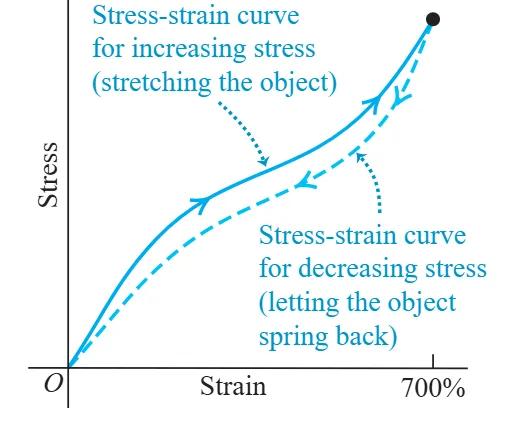 Stress-strain curve
for increasing stress
(stretching the object)
Stress
Stress-strain curve
for decreasing stress
(letting the object
spring back)
O
Strain
700%